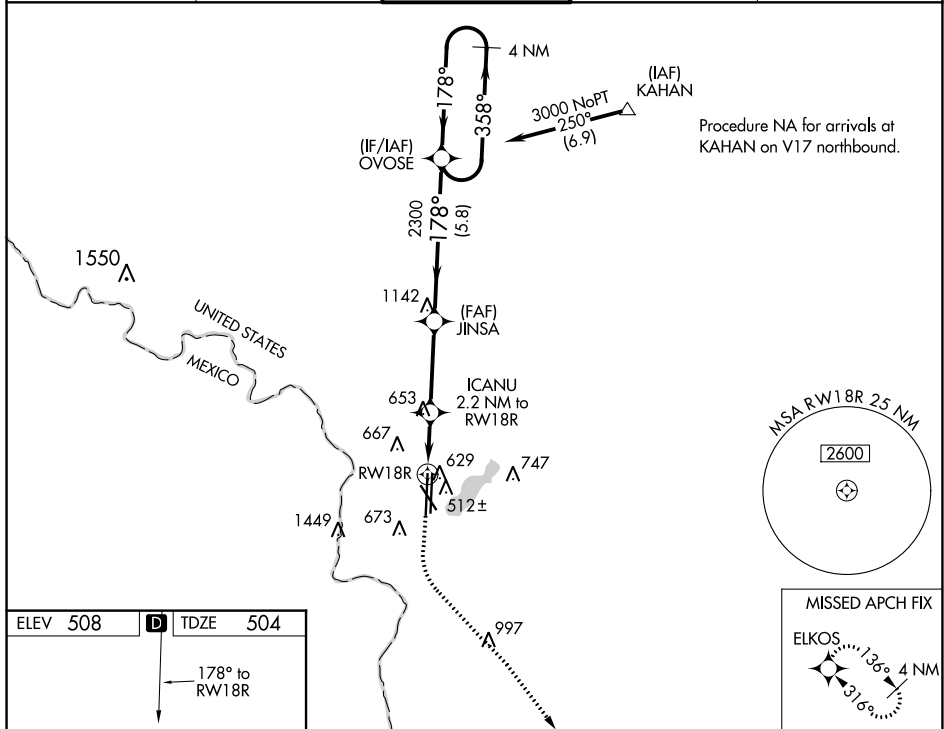 4 NM
178°
358°
(IAF)
KAHAN
3000 NoPT
250°
(6.9)
Procedure NA for arrivals at
KAHAN on V17 northbound.
(IF/IAF)
OVOSE
2300
178°
(5.8)
1550
1142
(FAF)
JINSA
UNITED STATES
MEXICO
ICANU
2.2 NM to
RW18R
653
667
RW18R
629
747
512±
1449
673
997
MSA RW18R 25 NM
2600
MISSED APCH FIX
ELKOS
136°
4 NM
316°
ELEV 508
D
TDZE 504
178° to
RW18R